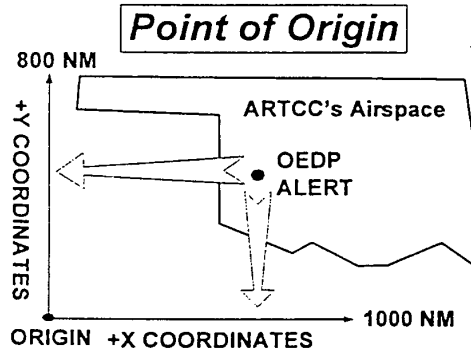 Point of Origin
800 NM
ARTCC's Airspace
OEDP
ALERT
+Y COORDINATES
1000 NM
ORIGIN +X COORDINATES